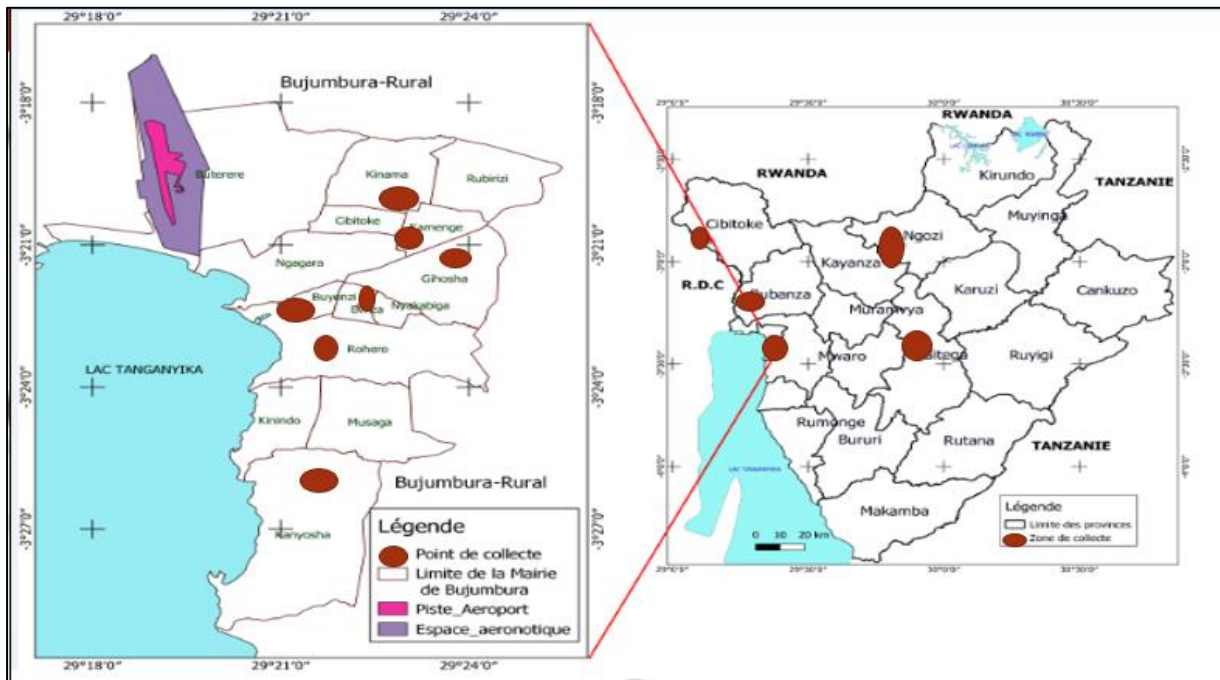 29°18'0"
29°21'0"
29°24'0"
Bujumbura-Rural
-3°18'0"
-3°18'0"
Buterere
Kinama
Rubirizi
Cibitoke
Kamenge
-3°21'0"
-3°21'0"
Ngagara
Gihosha
Buyenzi
Nyakabiga
Rohero
LAC TANGANYIKA
-3°24'0"
-3°24'0"
Kinindo
Musaga
Bujumbura-Rural
-3°27'0"
-3°27'0"
Kanyosha
Légende
Point de collecte
Limite de la Mairie
de Bujumbura
Piste_Aeroport
Espace_aeronotique
29°18'0"
29°21'0"
29°24'0"
RWANDA
RWANDA
Kirundo
TANZANIE
Cibitoke
Muyinga
Ngozi
Kayanza
R.D.C
Bubanza
Karuzi
Cankuzo
Muramvya
Mwaro
Gitega
Ruyigi
Rumonge
Bururi
Rutana
TANZANIE
LAC TANGANYIKA
Makamba
0 10 20 km
Légende
Limite des provinces
Zone de collecte